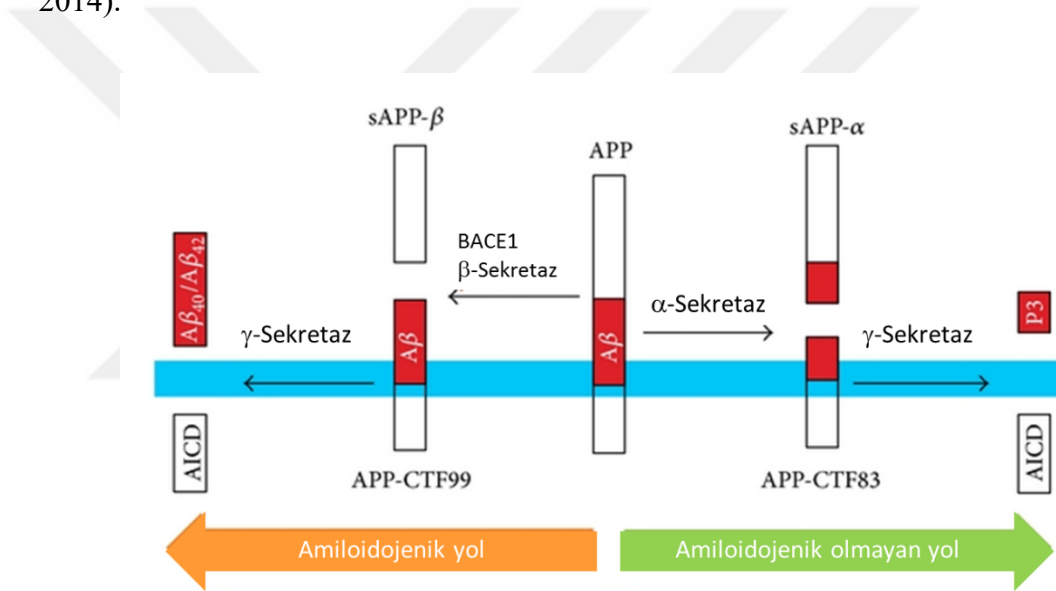 2014).
sAPP-β
sAPP-α
APP
BACE1
β-Sekretaz
α-Sekretaz
Aβ40/Aβ42
γ-Sekretaz
Aβ
Aβ
γ-Sekretaz
P3
AICD
AICD
APP-CTF99
APP-CTF83
Amiloidojenik yol
Amiloidojenik olmayan yol